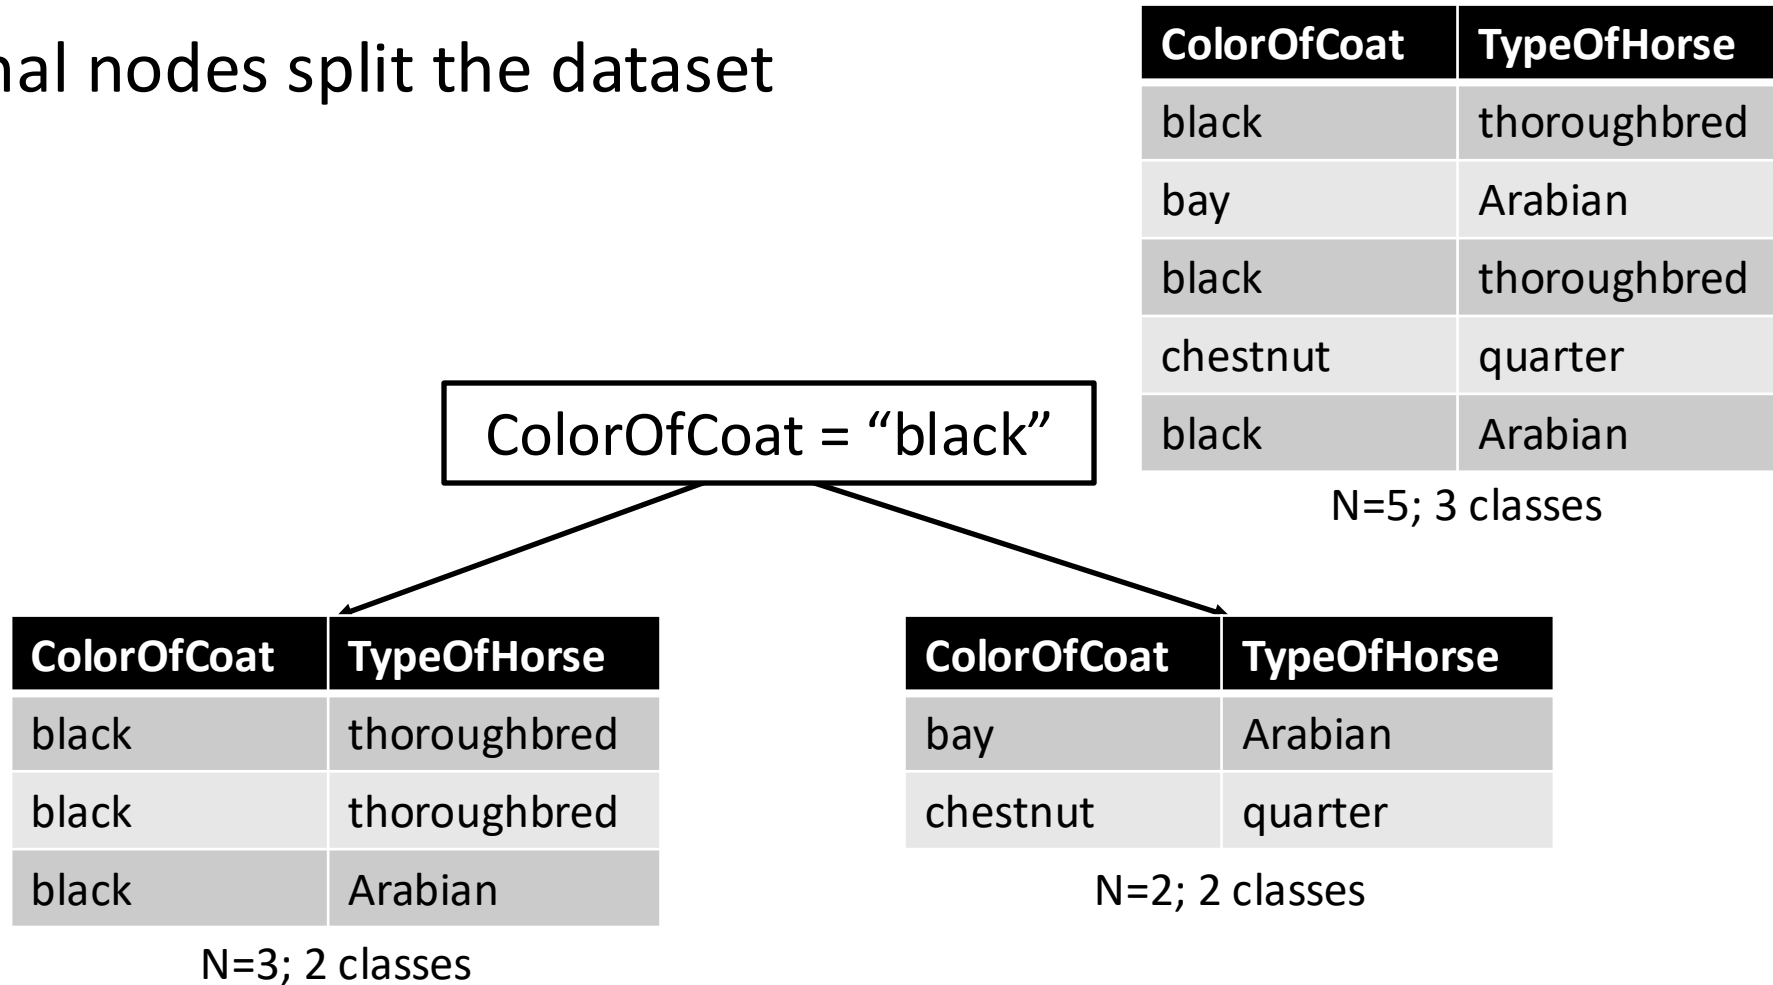 nal nodes split the dataset
ColorOfCoat TypeOfHorse
black thoroughbred
bay Arabian
black thoroughbred
chestnut quarter
black Arabian
N=5; 3 classes
ColorOfCoat = “black”
ColorOfCoat TypeOfHorse
black thoroughbred
black thoroughbred
black Arabian
N=3; 2 classes
ColorOfCoat TypeOfHorse
bay Arabian
chestnut quarter
N=2; 2 classes